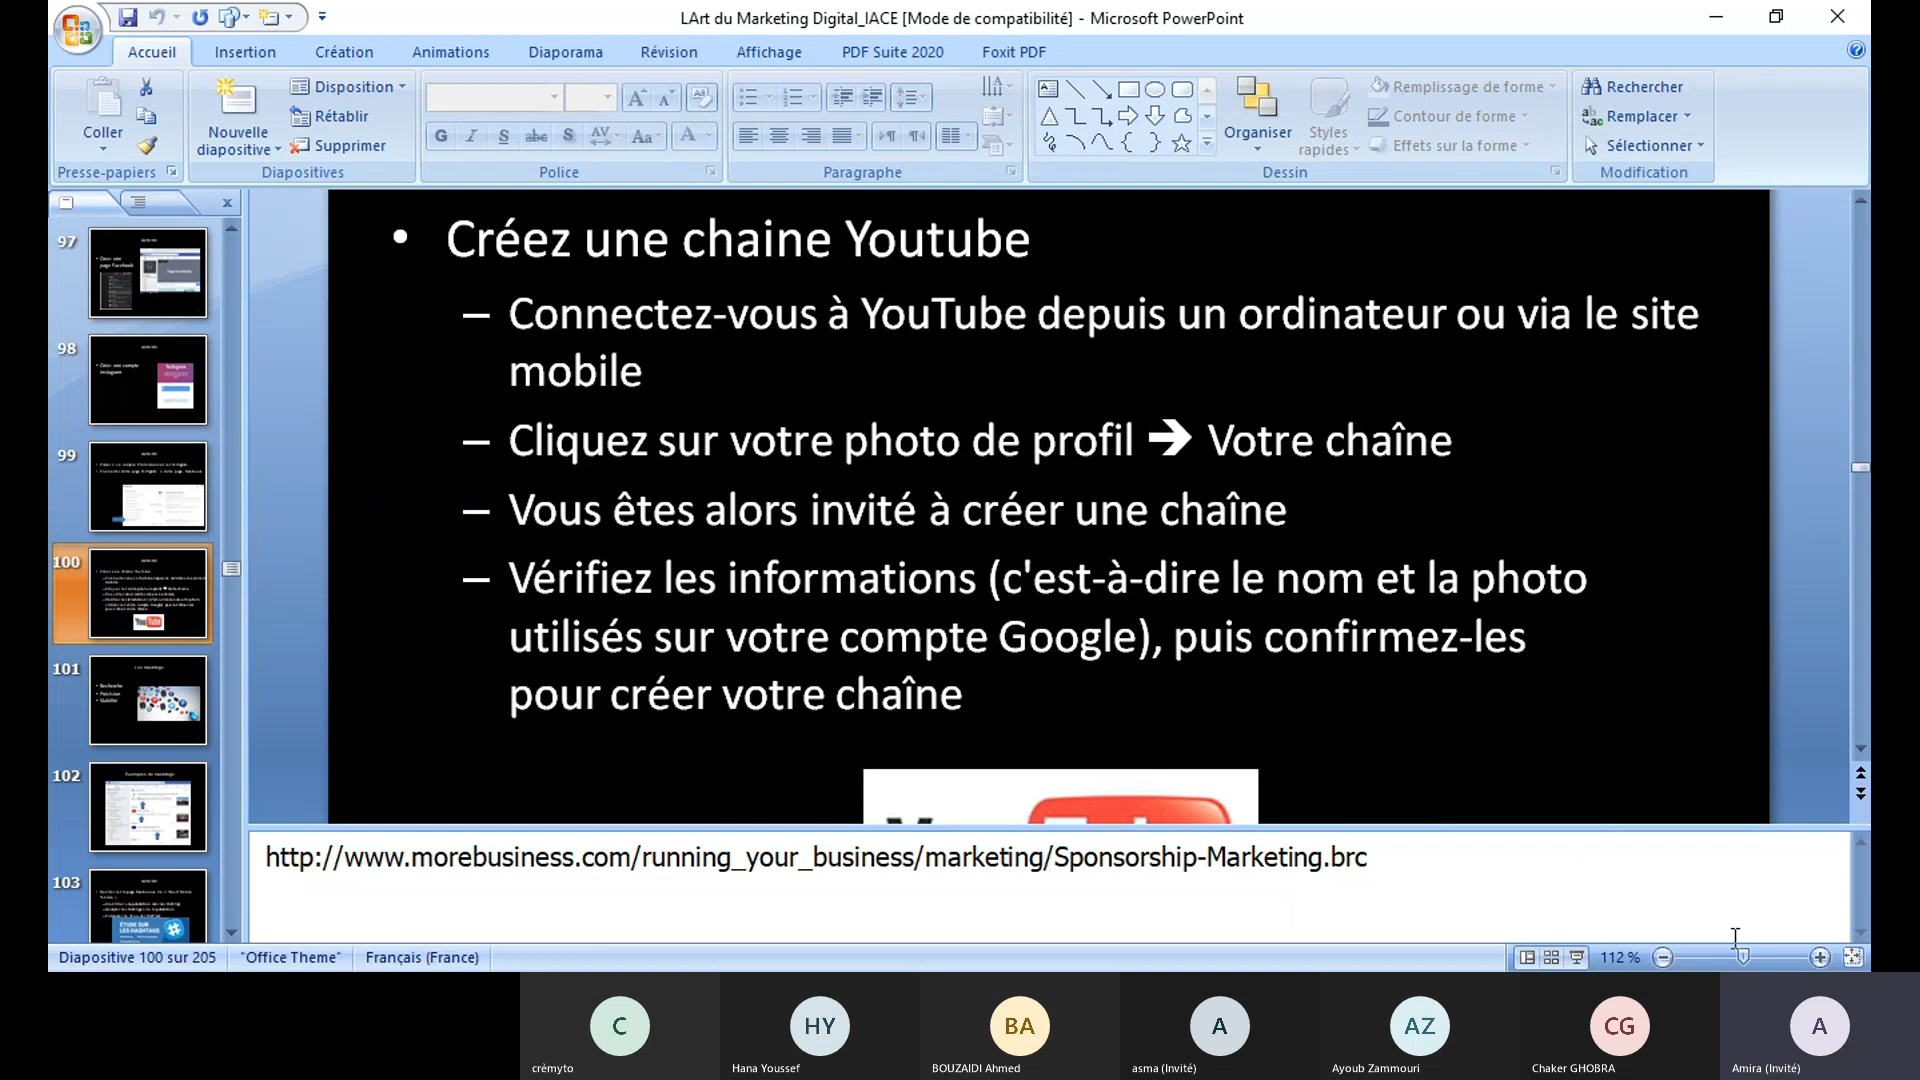 LArt du Marketing Digital_IACE [Mode de compatibilité] - Microsoft PowerPoint
Accueil Insertion Création Animations Diaporama Révision Affichage PDF Suite 2020 Foxit PDF
Coller
Nouvelle
diapositive
Disposition
Rétablir
Supprimer
G I S abc S AV Aa A
Organiser
Styles
rapides
Remplissage de forme
Contour de forme
Effets sur la forme
Rechercher
Remplacer
Sélectionner
Presse-papiers Diapositives Police Paragraphe Dessin Modification
97
98
99
100
101
102
103
• Créez une chaine Youtube
– Connectez-vous à YouTube depuis un ordinateur ou via le site
mobile
– Cliquez sur votre photo de profil ➔ Votre chaîne
– Vous êtes alors invité à créer une chaîne
– Vérifiez les informations (c'est-à-dire le nom et la photo
utilisés sur votre compte Google), puis confirmez-les
pour créer votre chaîne
http://www.morebusiness.com/running_your_business/marketing/Sponsorship-Marketing.brc
Diapositive 100 sur 205 "Office Theme" Français (France) 112 %
C HY BA A AZ CG A
crèmyto Hana Youssef BOUZAIDI Ahmed asma (Invité) Ayoub Zammouri Chaker GHOBRA Amira (Invité)